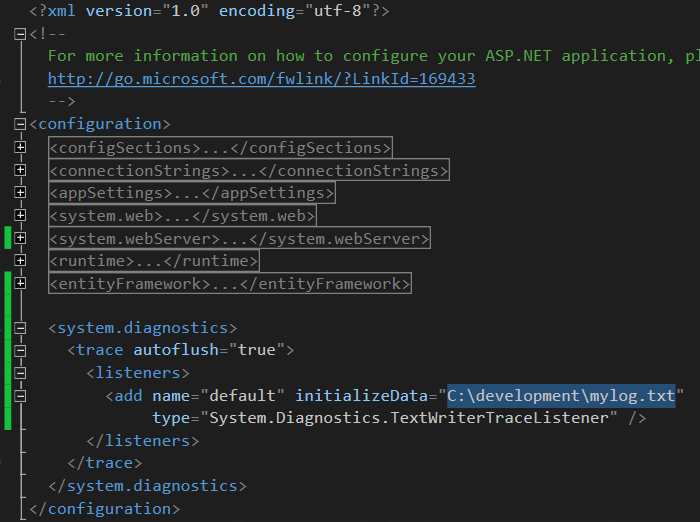 <?xml version="1.0" encoding="utf-8"?>
<!--
For more information on how to configure your ASP.NET application, pl
http://go.microsoft.com/fwlink/?LinkId=169433
-->
<configuration>
<configSections>...</configSections>
<connectionStrings>...</connectionStrings>
<appSettings>...</appSettings>
<system.web>...</system.web>
<system.webServer>...</system.webServer>
<runtime>...</runtime>
<entityFramework>...</entityFramework>
<system.diagnostics>
<trace autoflush="true">
<listeners>
<add name="default" initializeData="C:\development\mylog.txt"
type="System.Diagnostics.TextWriterTraceListener" />
</listeners>
</trace>
</system.diagnostics>
</configuration>